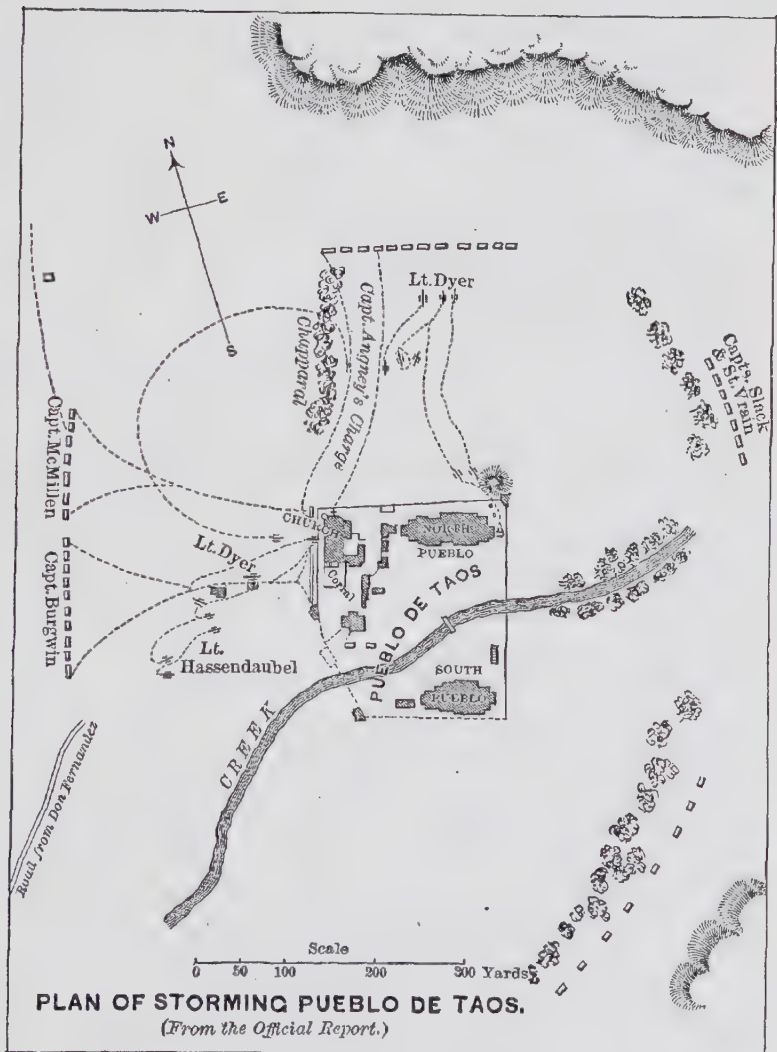 N
W E
S
Lt. Dyer
Chopparal
Capt. Angney's Charge
Capts. Slack
& St. Vrain
Capt. McMillen
Capt. Burgwin
CHURCH
NORTH
PUEBLO
Corral
Lt. Dyer
PUEBLO DE TAOS
Lt.
Hassendaubel
SOUTH
PUEBLO
CREEK
Road from Don Fernandez
Scale
0 50 100 200 300 Yards
PLAN OF STORMING PUEBLO DE TAOS.
(From the Official Report.)